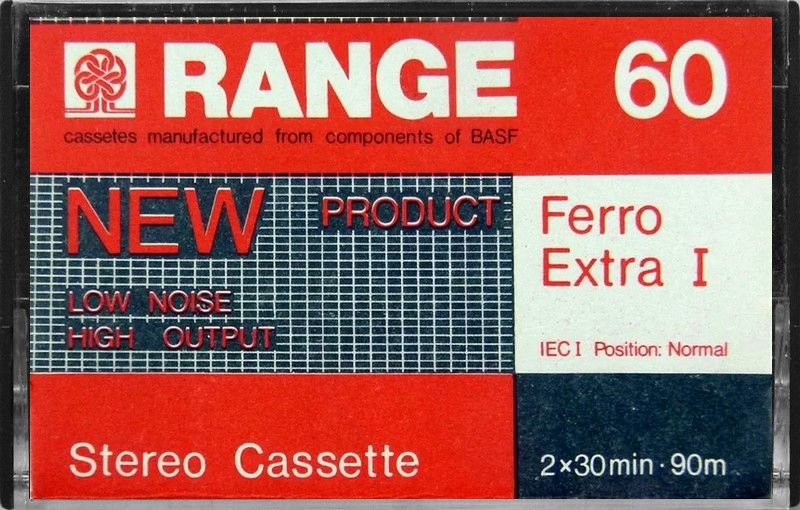 RANGE 60
cassetes manufactured from components of BASF
NEW PRODUCT
Ferro
Extra I
LOW NOISE
HIGH OUTPUT
IEC I Position: Normal
Stereo Cassette
2×30min·90m